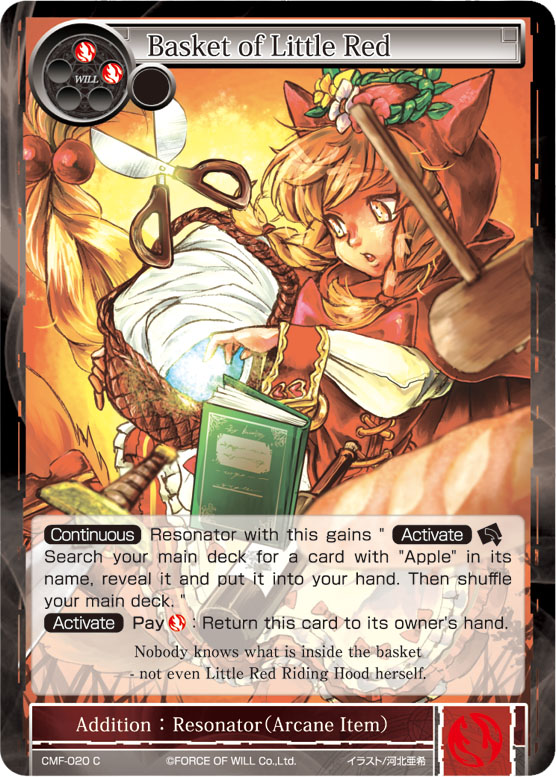 Basket of Little Red
WILL
Continuous Resonator with this gains " Activate
Search your main deck for a card with "Apple" in its
name, reveal it and put it into your hand. Then shuffle
your main deck. "
Activate Pay : Return this card to its owner's hand.
Nobody knows what is inside the basket
- not even Little Red Riding Hood herself.
Addition : Resonator(Arcane Item)
CMF-020 C ©FORCE OF WILL Co.,Ltd. イラスト/河北亜希